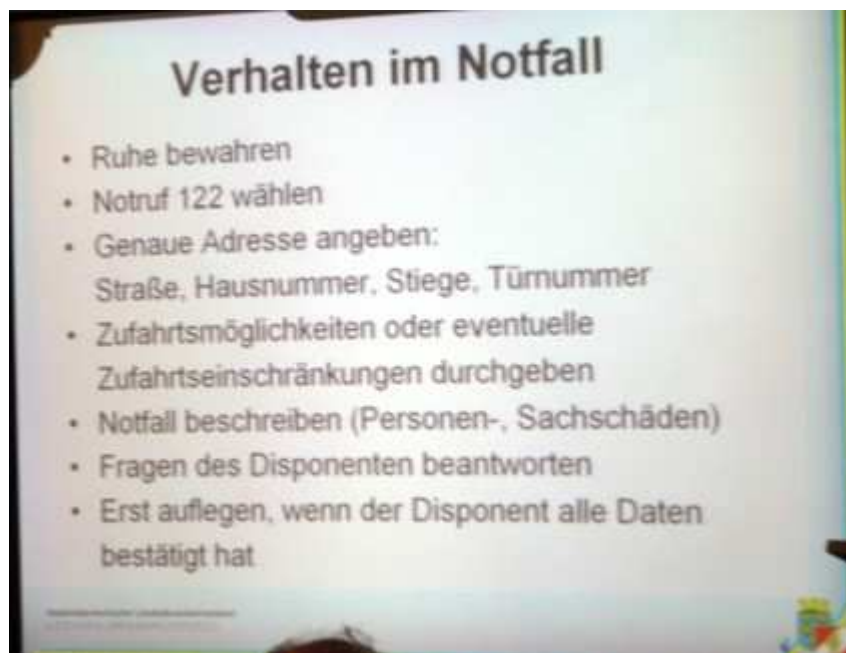 Verhalten im Notfall
• Ruhe bewahren
• Notruf 122 wählen
• Genaue Adresse angeben:
Straße, Hausnummer, Stiege, Türnummer
• Zufahrtsmöglichkeiten oder eventuelle
Zufahrtseinschränkungen durchgeben
• Notfall beschreiben (Personen-, Sachschäden)
• Fragen des Disponenten beantworten
• Erst auflegen, wenn der Disponent alle Daten
bestätigt hat